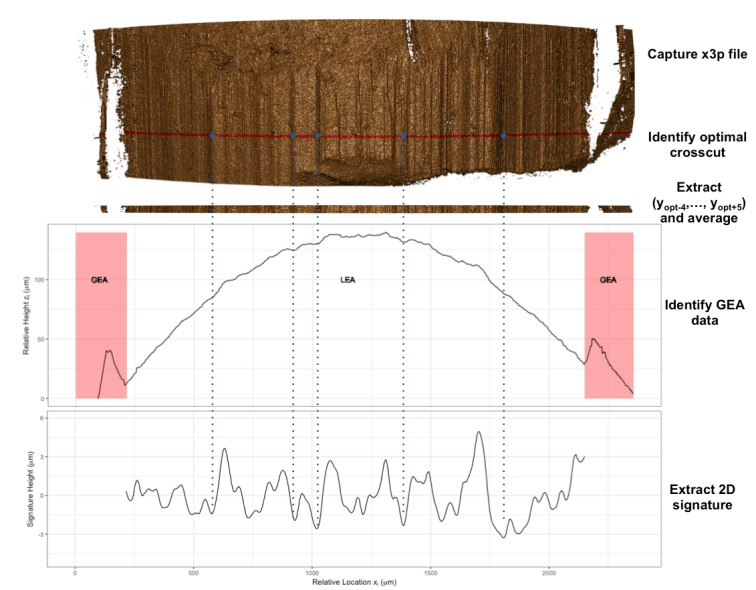 Capture x3p file
Identify optimal
crosscut
Extract
(yopt-4,..., yopt+5)
and average
GEA
LEA
GEA
100
50
0
Relative Height zᵢ (μm)
Identify GEA
data
6
3
0
-3
Signature Height (μm)
Extract 2D
signature
0
500
1000
1500
2000
Relative Location xᵢ (μm)